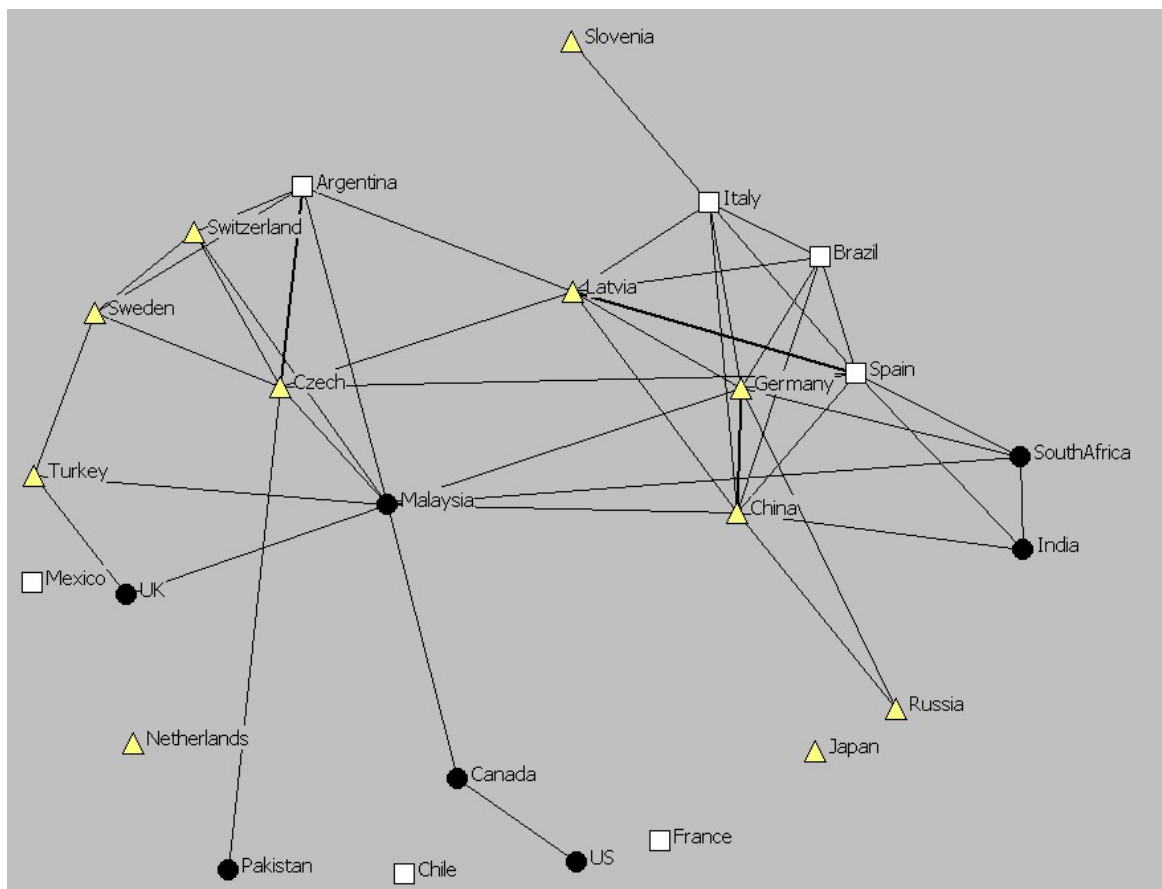 Slovenia
Argentina
Italy
Switzerland
Brazil
Latvia
Sweden
Spain
Czech
Germany
SouthAfrica
Turkey
Malaysia
China
India
Mexico
UK
Russia
Netherlands
Japan
Canada
France
US
Pakistan
Chile